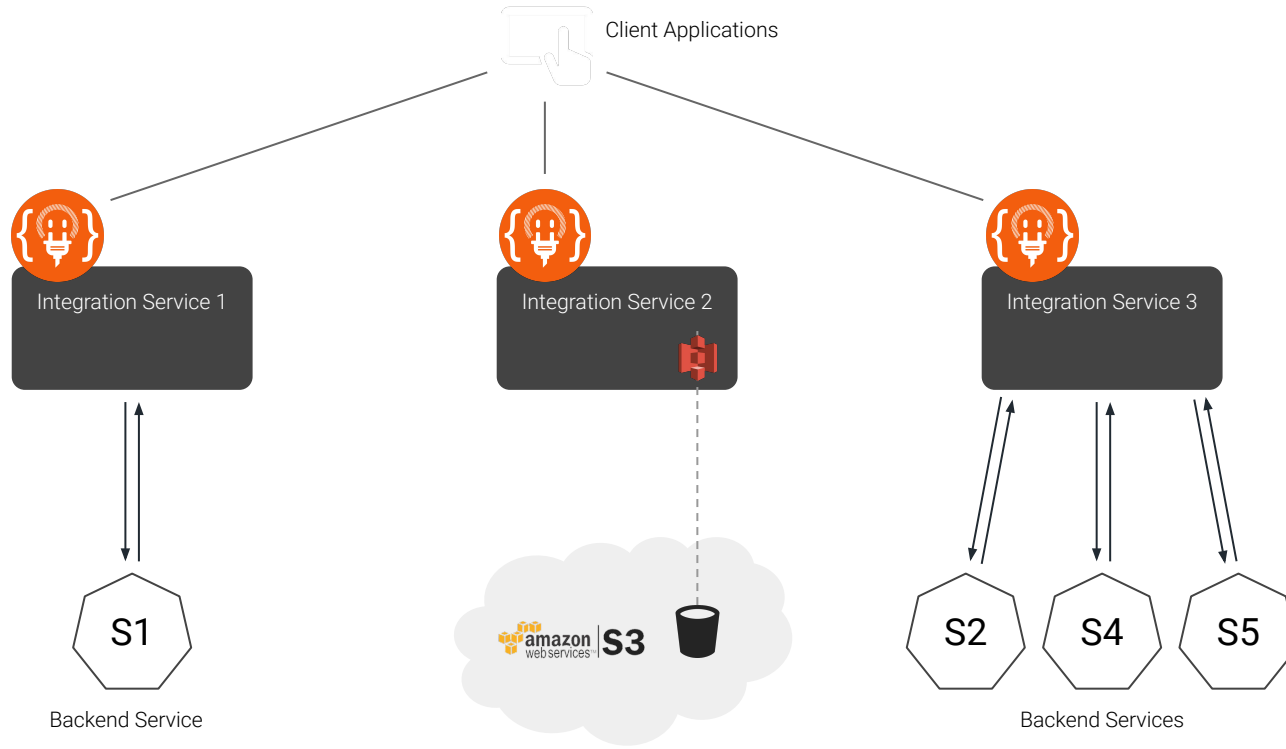 Client Applications
Integration Service 1
Integration Service 2
Integration Service 3
S1
amazon
web services™
S3
S2
S4
S5
Backend Service
Backend Services